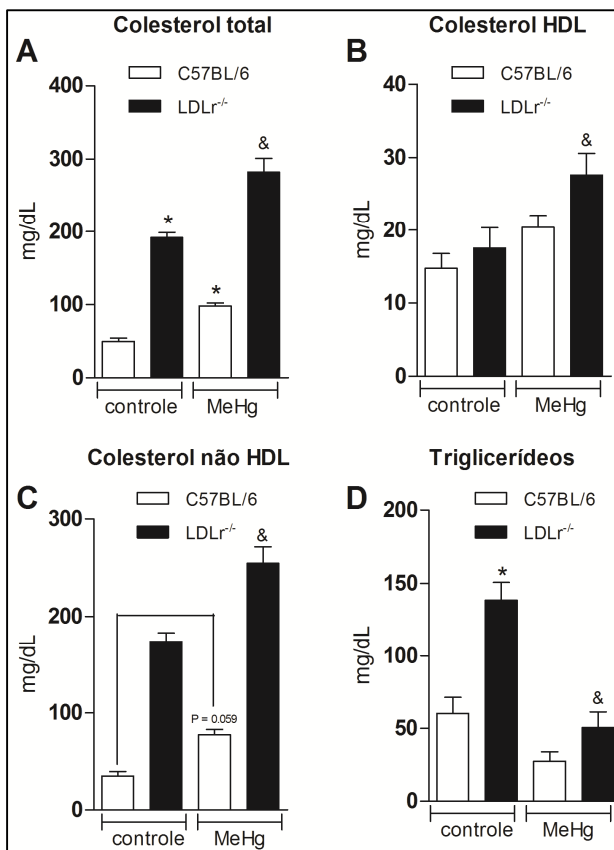 Colesterol total
A
C57BL/6
LDLr-/-
400
300
200
100
0
mg/dL
*
*
&
controle
MeHg
Colesterol HDL
B
C57BL/6
LDLr-/-
40
30
20
10
0
mg/dL
&
controle
MeHg
Colesterol não HDL
C
C57BL/6
LDLr-/-
300
200
100
0
mg/dL
P = 0.059
&
controle
MeHg
Triglicerídeos
D
C57BL/6
LDLr-/-
200
150
100
50
0
mg/dL
*
&
controle
MeHg